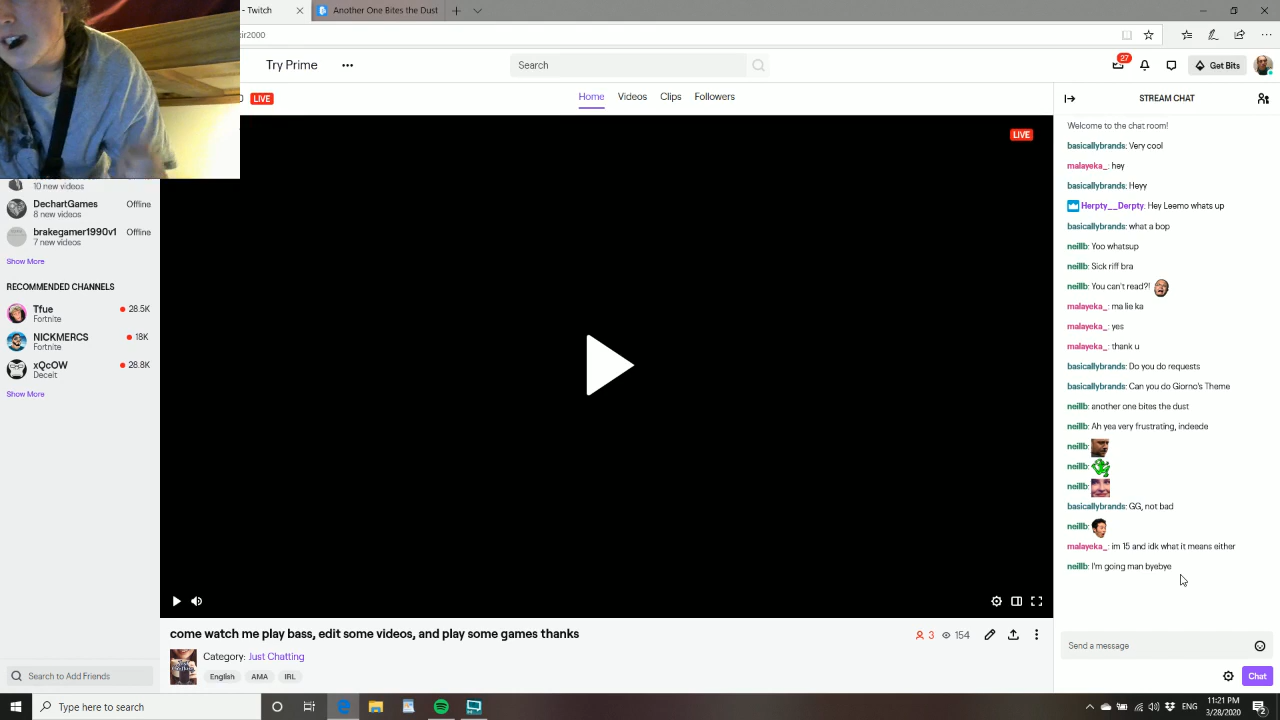 - Twitch
Another One Bites the Dust
cir2000
Try Prime
Search
27
Get Bits
LIVE
Home
Videos
Clips
Followers
STREAM CHAT
LIVE
10 new videos
DechartGames
Offline
8 new videos
brakegamer1990v1
Offline
7 new videos
Show More
RECOMMENDED CHANNELS
Tfue
28.5K
Fortnite
NICKMERCS
18K
Fortnite
xQcOW
28.8K
Deceit
Show More
Search to Add Friends
come watch me play bass, edit some videos, and play some games thanks
3
154
Category: Just Chatting
English
AMA
IRL
Welcome to the chat room!
basicallybrands: Very cool
malayeka_: hey
basicallybrands: Heyy
Herpty__Derpty: Hey Leemo whats up
basicallybrands: what a bop
neillb: Yoo whatsup
neillb: Sick riff bra
neillb: You can't read?!
malayeka_: ma lie ka
malayeka_: yes
malayeka_: thank u
basicallybrands: Do you do requests
basicallybrands: Can you do Giorno's Theme
neillb: another one bites the dust
neillb: Ah yea very frustrating, indeede
neillb:
neillb:
neillb:
basicallybrands: GG, not bad
neillb:
malayeka_: im 15 and idk what it means either
neillb: I'm going man byebye
Send a message
Chat
Type here to search
11:21 PM
3/28/2020
2